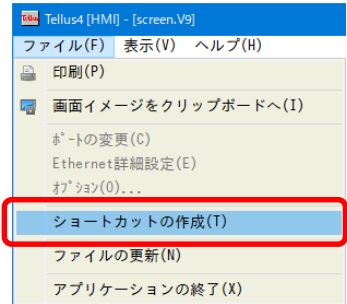 Tellus4 [HMI] - [screen.V9]
ファイル(F) 表示(V) ヘルプ(H)
印刷(P)
画面イメージをクリップボードへ(I)
ﾎﾟｰﾄの変更(C)
Ethernet詳細設定(E)
ｵﾌﾟｼｮﾝ(O)...
ショートカットの作成(T)
ファイルの更新(N)
アプリケーションの終了(X)